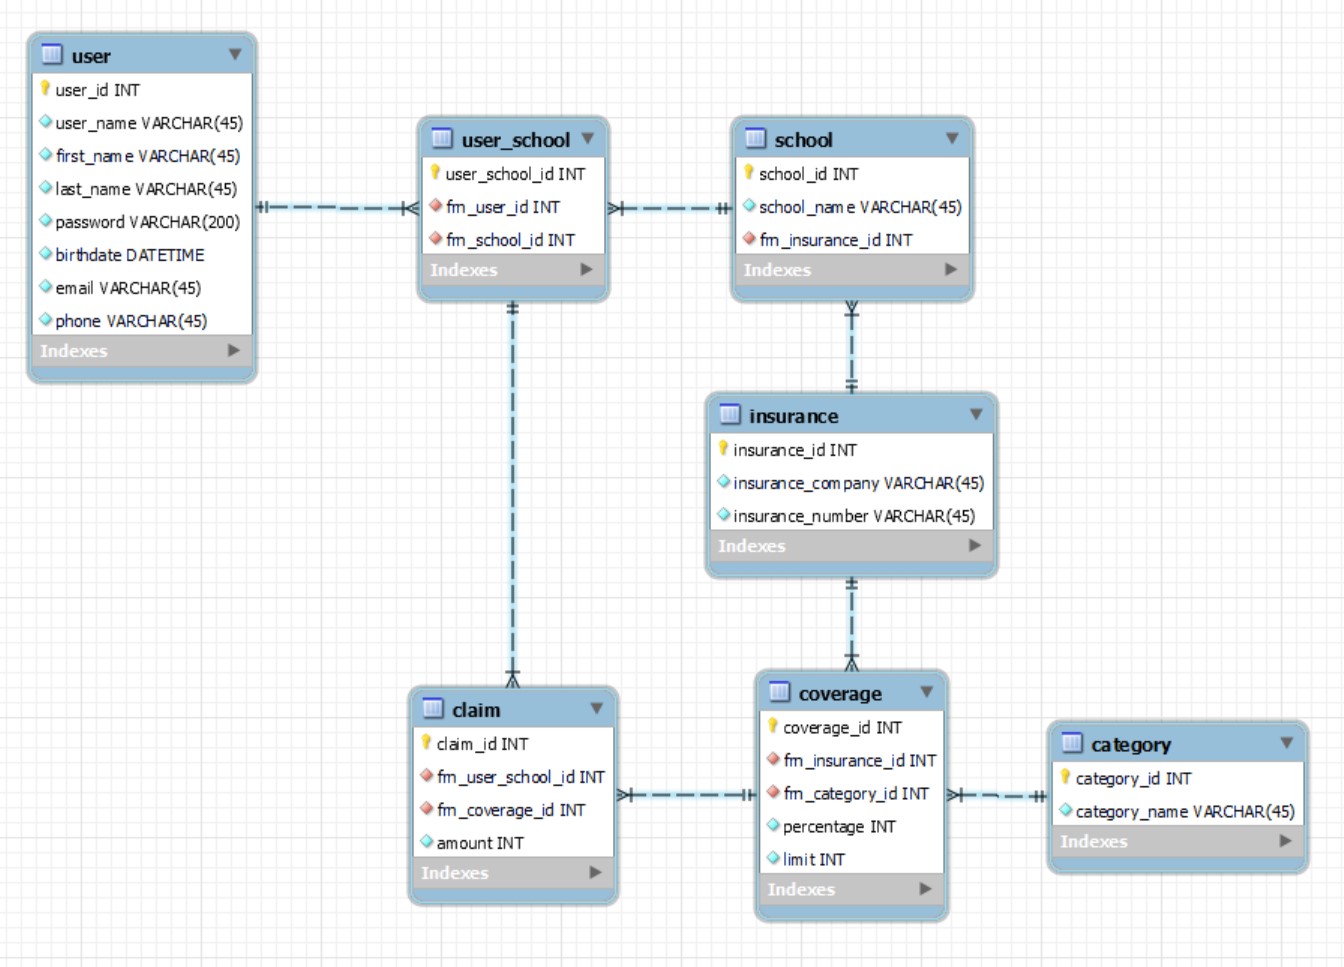 user
user_id INT
user_name VARCHAR(45)
first_name VARCHAR(45)
last_name VARCHAR(45)
password VARCHAR(200)
birthdate DATETIME
email VARCHAR(45)
phone VARCHAR(45)
Indexes
user_school
user_school_id INT
fm_user_id INT
fm_school_id INT
Indexes
school
school_id INT
school_name VARCHAR(45)
fm_insurance_id INT
Indexes
insurance
insurance_id INT
insurance_company VARCHAR(45)
insurance_number VARCHAR(45)
Indexes
claim
claim_id INT
fm_user_school_id INT
fm_coverage_id INT
amount INT
Indexes
coverage
coverage_id INT
fm_insurance_id INT
fm_category_id INT
percentage INT
limit INT
Indexes
category
category_id INT
category_name VARCHAR(45)
Indexes